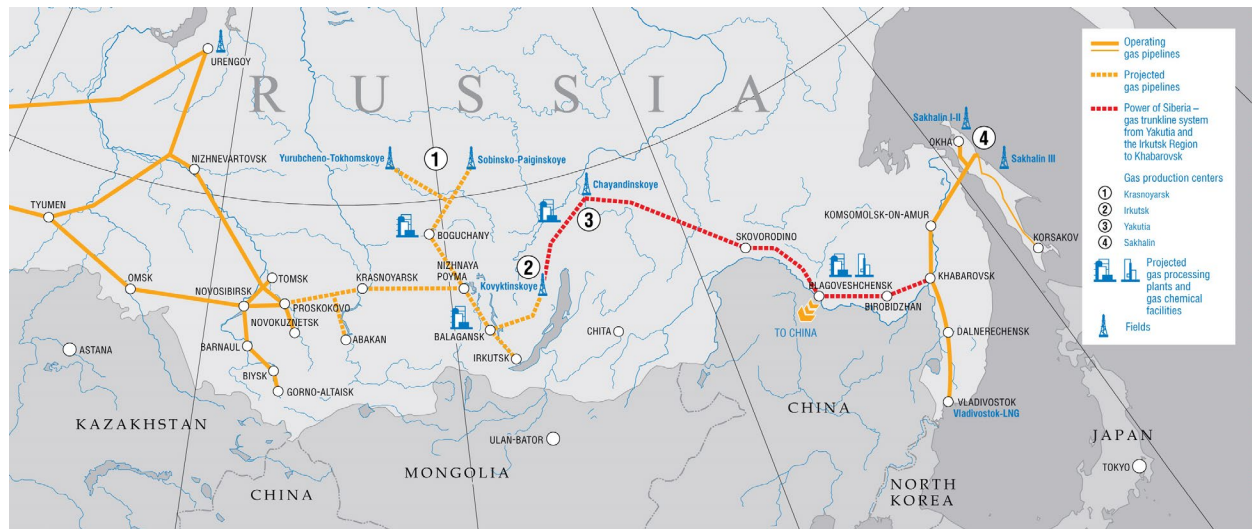 RUSSIA
URENGOY
NIZHNEVARTOVSK
TYUMEN
OMSK
TOMSK
NOVOSIBIRSK
PROSKOKOVO
NOVOKUZNETSK
BARNAUL
BIYSK
GORNO-ALTAISK
ASTANA
KAZAKHSTAN
CHINA
KRASNOYARSK
ABAKAN
Yurubcheno-Tokhomskoye
1
Sobinsko-Paiginskoye
BOGUCHANY
NIZHNAYA
POYMA
2
Kovyktinskoye
BALAGANSK
IRKUTSK
CHITA
ULAN-BATOR
MONGOLIA
Chayandinskoye
3
SKOVORODINO
BLAGOVESHCHENSK
BIROBIDZHAN
TO CHINA
CHINA
Sakhalin I-II
4
OKHA
Sakhalin III
KOMSOMOLSK-ON-AMUR
KORSAKOV
KHABAROVSK
DALNERECHENSK
VLADIVOSTOK
Vladivostok-LNG
NORTH
KOREA
JAPAN
TOKYO
Operating
gas pipelines
Projected
gas pipelines
Power of Siberia –
gas trunkline system
from Yakutia and
the Irkutsk Region
to Khabarovsk
Gas production centers
1 Krasnoyarsk
2 Irkutsk
3 Yakutia
4 Sakhalin
Projected
gas processing
plants and
gas chemical
facilities
Fields